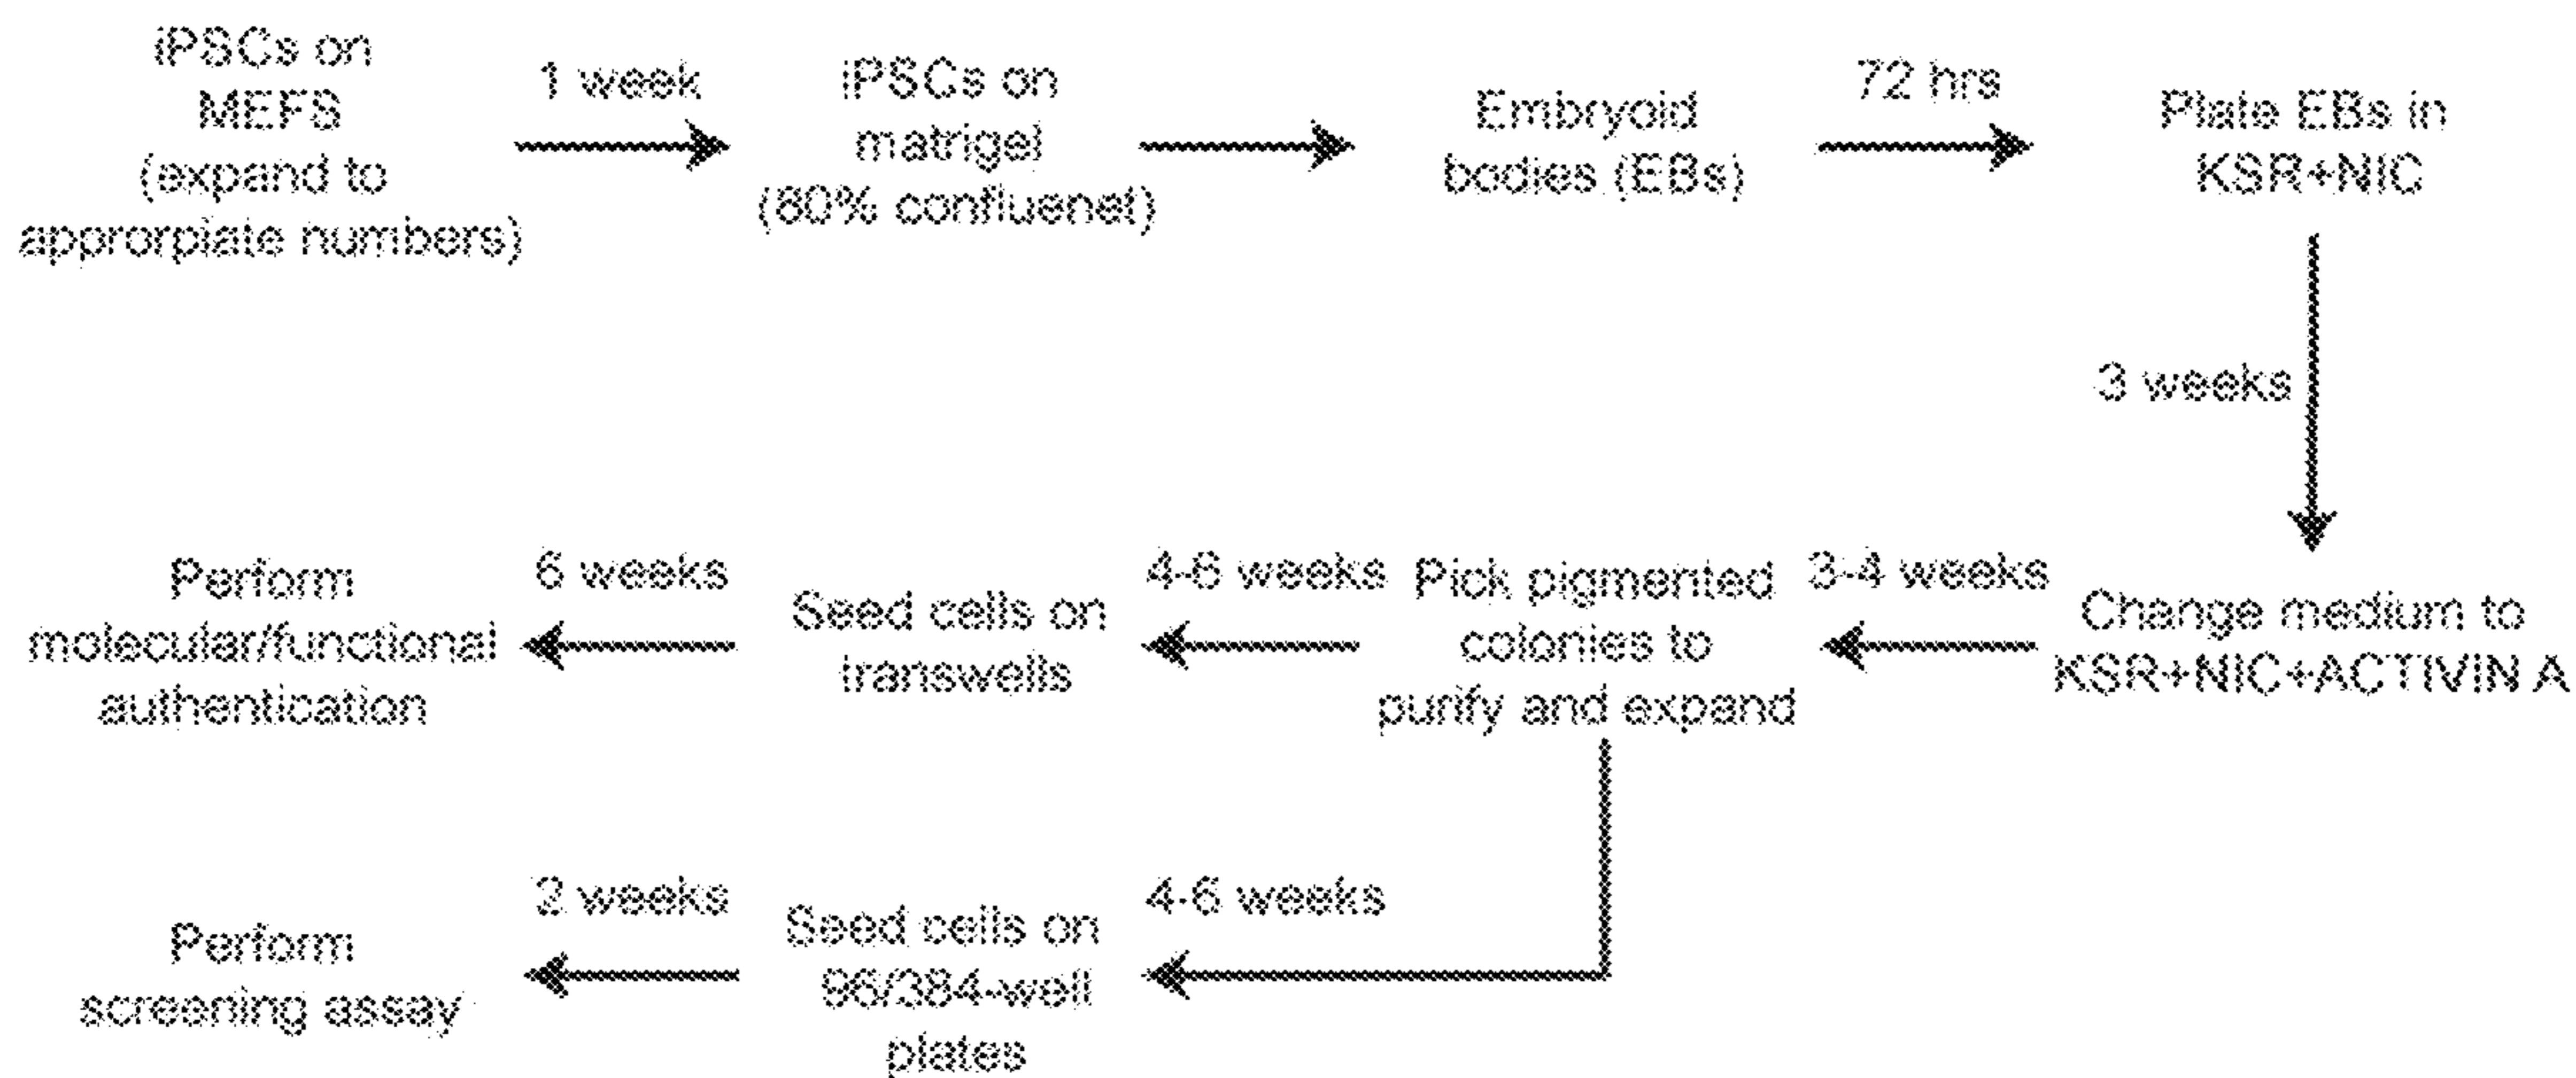 iPSCs on
MEFS
(expand to
approrpiate numbers)
1 week
iPSCs on
matrigel
(80% confluenet)
Embryoid
bodies (EBs)
72 hrs
Plate EBs in
KSR+NIC
3 weeks
Change medium to
KSR+NIC+ACTIVIN A
3-4 weeks
Pick pigmented
colonies to
purify and expand
4-6 weeks
Seed cells on
transwells
6 weeks
Perform
molecular/functional
authentication
4-6 weeks
Seed cells on
96/384-well
plates
2 weeks
Perform
screening assay